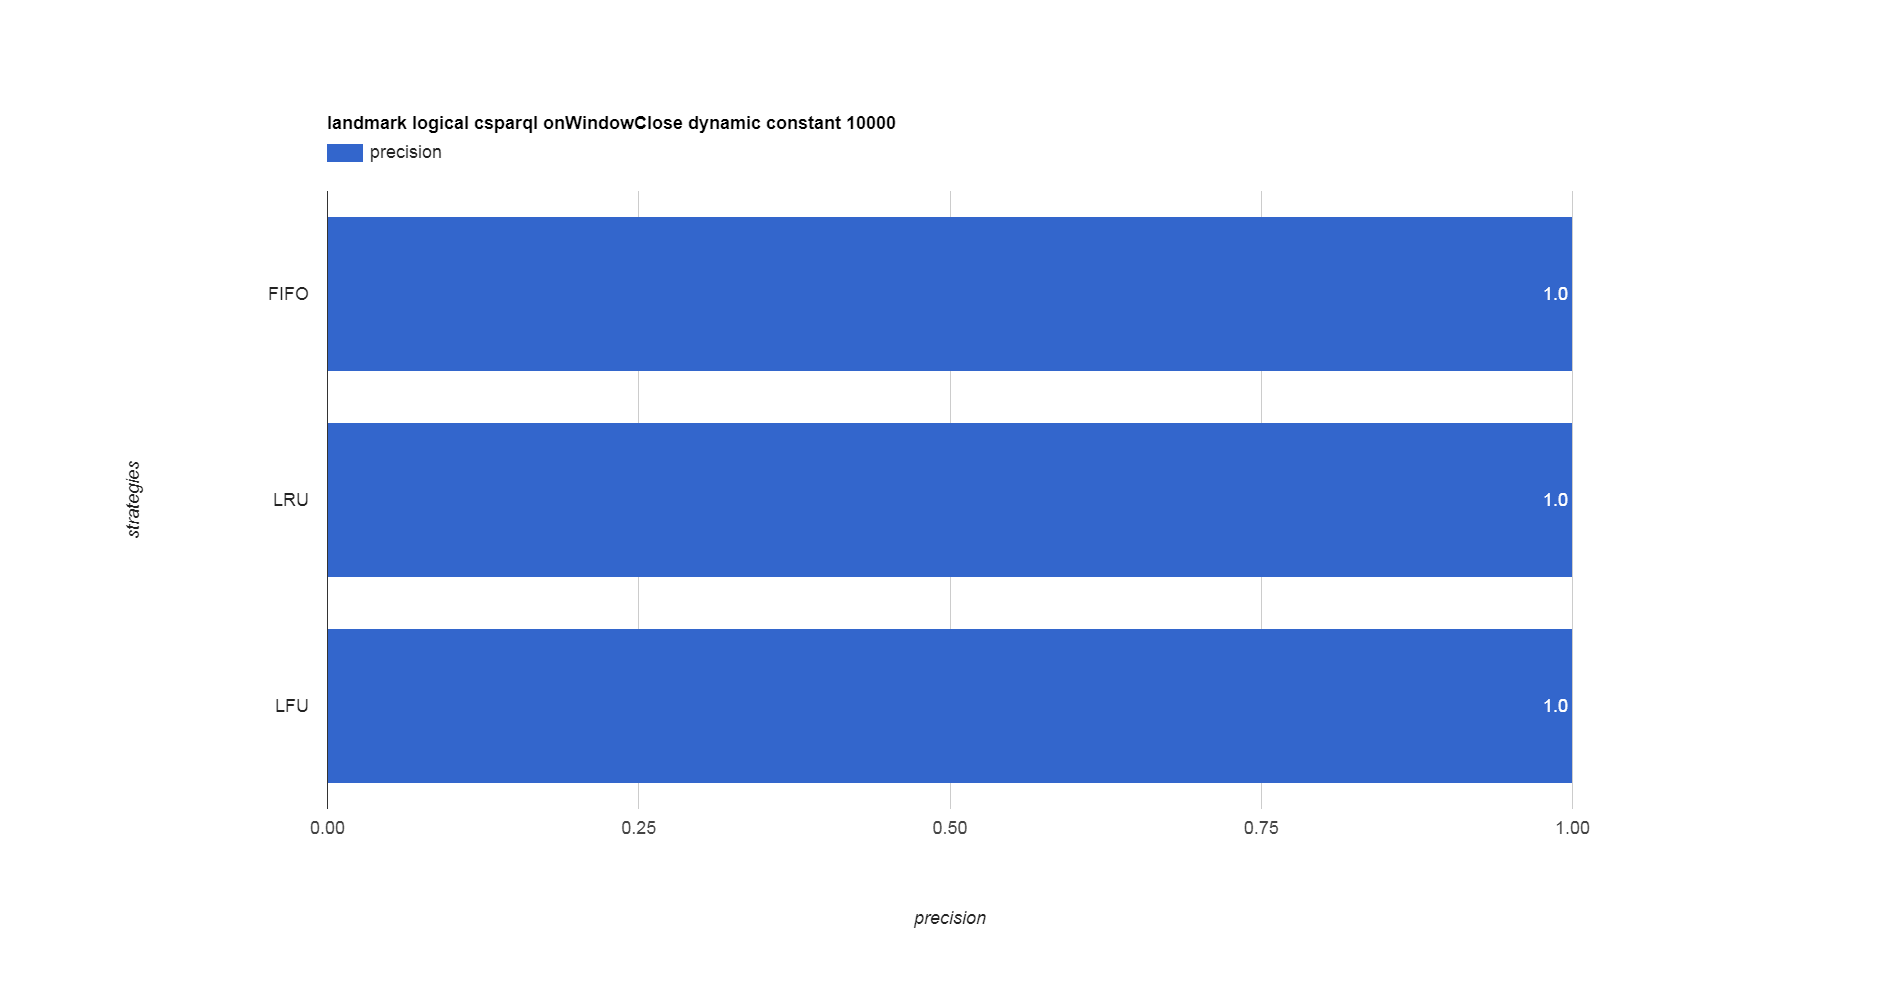 landmark logical csparql onWindowClose dynamic constant 10000
precision
strategies
FIFO
1.0
LRU
1.0
LFU
1.0
0.00 0.25 0.50 0.75 1.00
precision